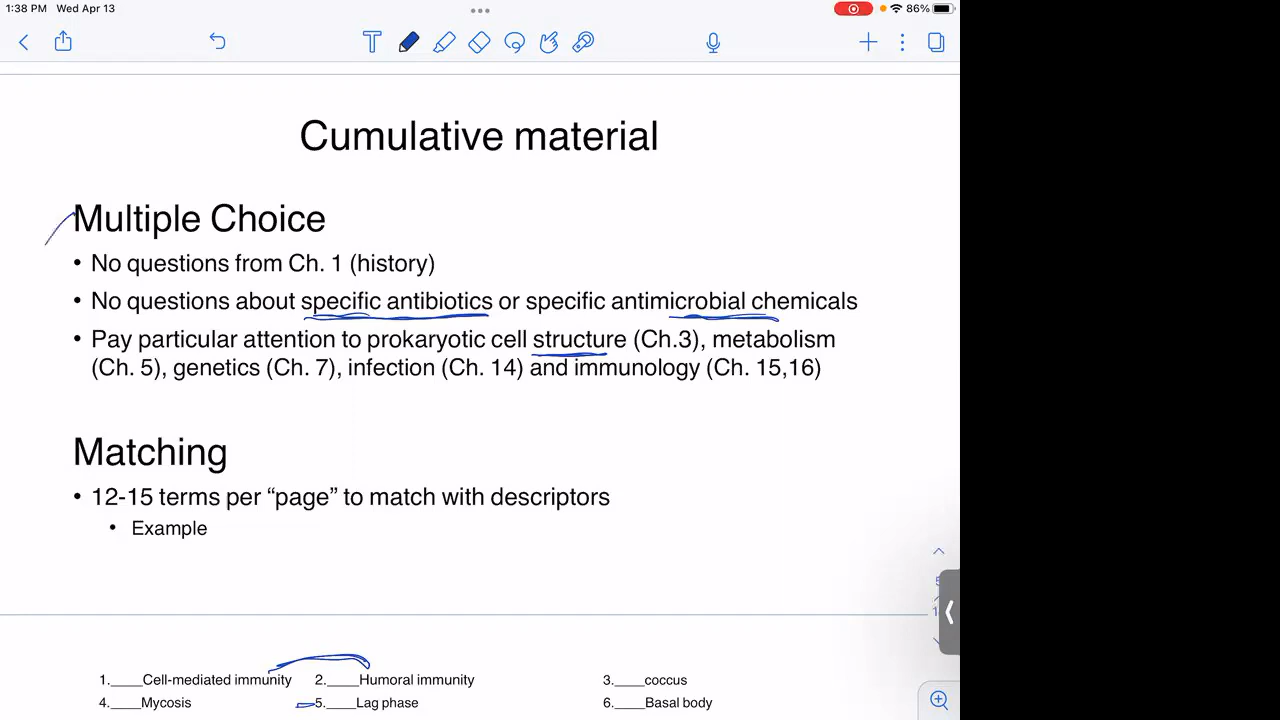 1:38 PM Wed Apr 13
86%
Cumulative material
Multiple Choice
• No questions from Ch. 1 (history)
• No questions about specific antibiotics or specific antimicrobial chemicals
• Pay particular attention to prokaryotic cell structure (Ch.3), metabolism
(Ch. 5), genetics (Ch. 7), infection (Ch. 14) and immunology (Ch. 15,16)
Matching
• 12-15 terms per “page” to match with descriptors
• Example
1.____Cell-mediated immunity 2.____Humoral immunity 3.____coccus
4.____Mycosis 5.____Lag phase 6.____Basal body